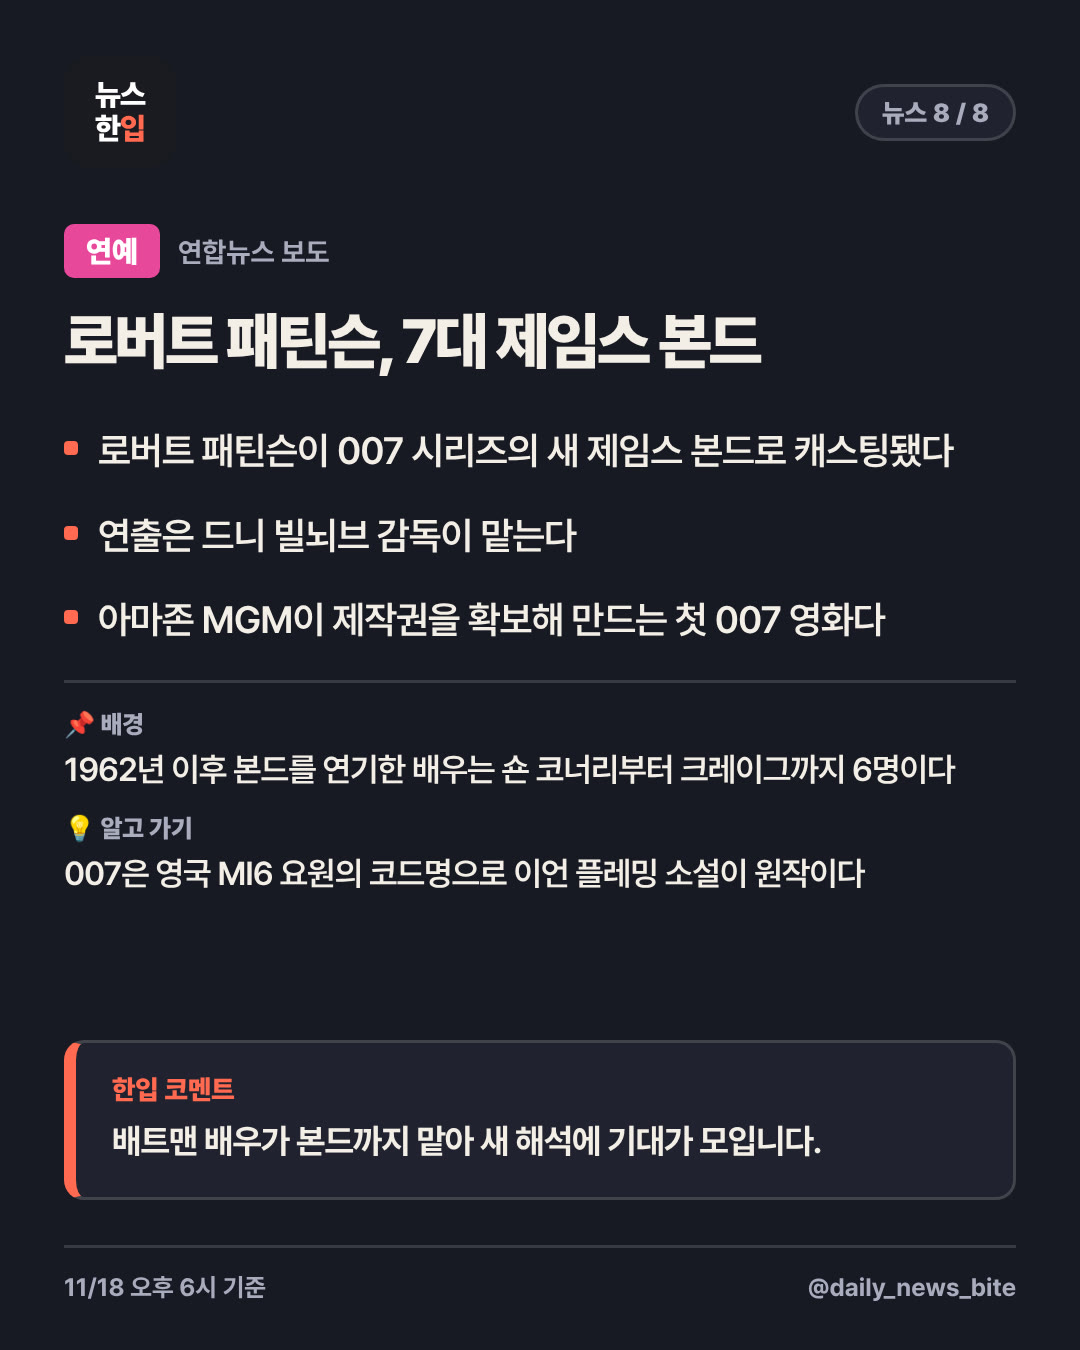 뉴스
한입
뉴스 8 / 8
연예
연합뉴스 보도
로버트 패틴슨, 7대 제임스 본드
로버트 패틴슨이 007 시리즈의 새 제임스 본드로 캐스팅됐다
연출은 드니 빌뇌브 감독이 맡는다
아마존 MGM이 제작권을 확보해 만드는 첫 007 영화다
📌 배경
1962년 이후 본드를 연기한 배우는 숀 코너리부터 크레이그까지 6명이다
💡 알고 가기
007은 영국 MI6 요원의 코드명으로 이언 플레밍 소설이 원작이다
한입 코멘트
배트맨 배우가 본드까지 맡아 새 해석에 기대가 모입니다.
11/18 오후 6시 기준
@daily_news_bite